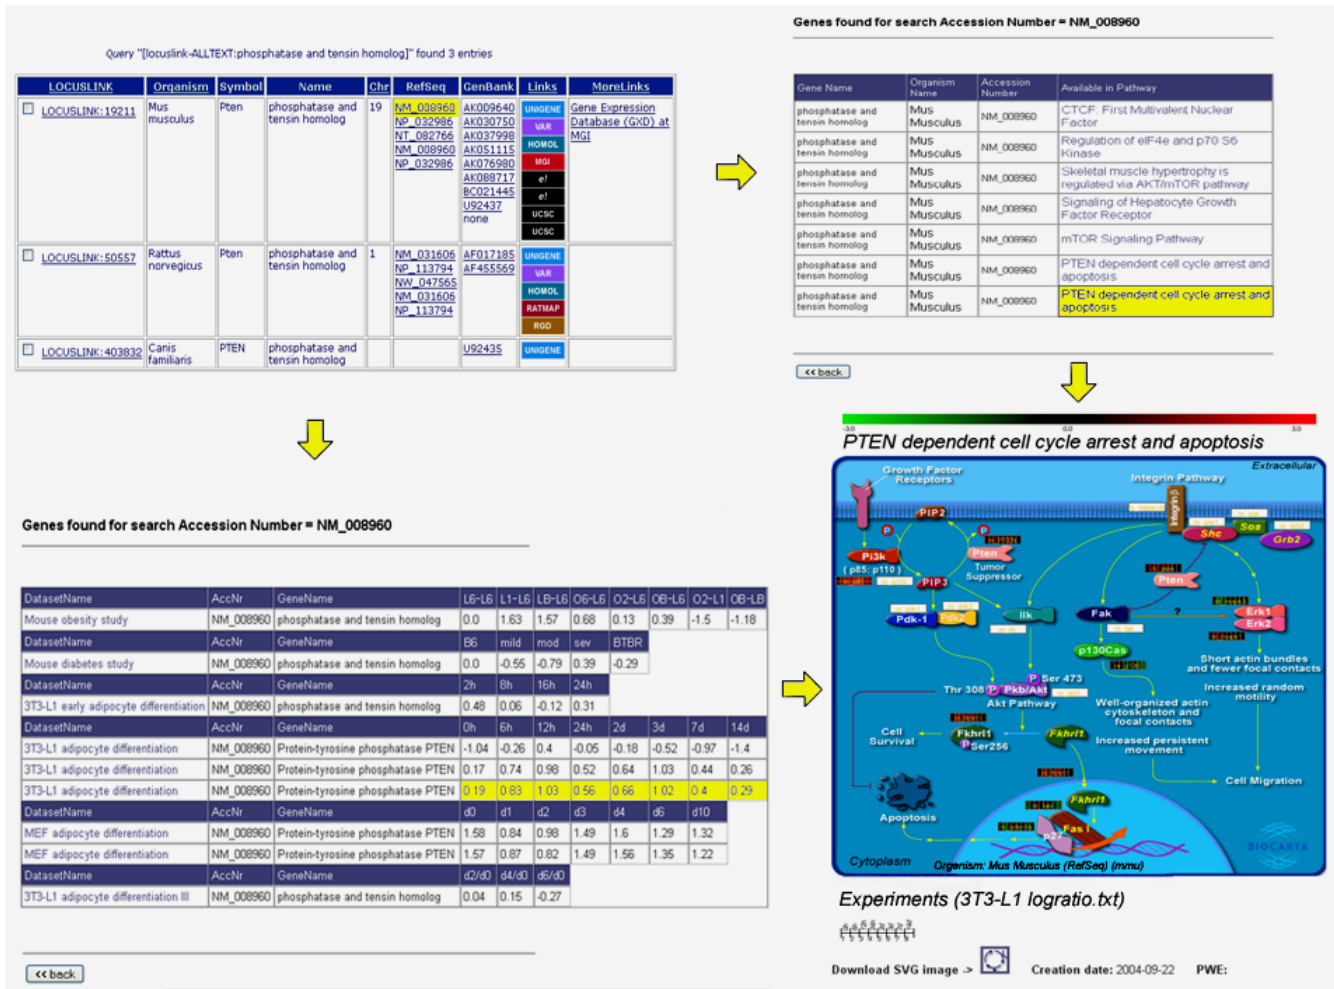 Query "[locuslink-ALLTEXT:phosphatase and tensin homolog]" found 3 entries
LOCUSLINK Organism Symbol Name Chr RefSeq GenBank Links MoreLinks
LOCUSLINK:19211 Mus musculus Pten phosphatase and tensin homolog 19
NM_008960
NP_032986
NT_082766
NM_008960
NP_032986
AK009640
AK030750
AK037998
AK051115
AK076980
AK088717
BC021445
U92437
none
UNIGENE
VAR
HOMOL
MGI
e!
e!
UCSC
UCSC
Gene Expression
Database (GXD) at
MGI
LOCUSLINK:50557 Rattus norvegicus Pten phosphatase and tensin homolog 1
NM_031606
NP_113794
NW_047565
NM_031606
NP_113794
AF017185
AF455569
UNIGENE
VAR
HOMOL
RATMAP
RGD
LOCUSLINK:403832 Canis familiaris PTEN phosphatase and tensin homolog U92435 UNIGENE
Genes found for search Accession Number = NM_008960
Gene Name Organism Name Accession Number Available in Pathway
phosphatase and tensin homolog Mus Musculus NM_008960 CTCF: First Multivalent Nuclear Factor
phosphatase and tensin homolog Mus Musculus NM_008960 Regulation of eIF4e and p70 S6 Kinase
phosphatase and tensin homolog Mus Musculus NM_008960 Skeletal muscle hypertrophy is regulated via AKT/mTOR pathway
phosphatase and tensin homolog Mus Musculus NM_008960 Signaling of Hepatocyte Growth Factor Receptor
phosphatase and tensin homolog Mus Musculus NM_008960 mTOR Signaling Pathway
phosphatase and tensin homolog Mus Musculus NM_008960 PTEN dependent cell cycle arrest and apoptosis
phosphatase and tensin homolog Mus Musculus NM_008960 PTEN dependent cell cycle arrest and apoptosis
<< back
Genes found for search Accession Number = NM_008960
DatasetName AccNr GeneName L6-L6 L1-L6 LB-L6 O6-L6 O2-L6 OB-L6 O2-L1 OB-LB
Mouse obesity study NM_008960 phosphatase and tensin homolog 0.0 1.63 1.57 0.68 0.13 0.39 -1.5 -1.18
DatasetName AccNr GeneName B6 mild mod sev BTBR
Mouse diabetes study NM_008960 phosphatase and tensin homolog 0.0 -0.55 -0.79 0.39 -0.29
DatasetName AccNr GeneName 2h 8h 16h 24h
3T3-L1 early adipocyte differentiation NM_008960 phosphatase and tensin homolog 0.48 0.06 -0.12 0.31
DatasetName AccNr GeneName 0h 6h 12h 24h 2d 3d 7d 14d
3T3-L1 adipocyte differentiation NM_008960 Protein-tyrosine phosphatase PTEN -1.04 -0.26 0.4 -0.05 -0.18 -0.52 -0.97 -1.4
3T3-L1 adipocyte differentiation NM_008960 Protein-tyrosine phosphatase PTEN 0.17 0.74 0.98 0.52 0.64 1.03 0.44 0.26
3T3-L1 adipocyte differentiation NM_008960 Protein-tyrosine phosphatase PTEN 0.19 0.83 1.03 0.56 0.66 1.02 0.4 0.29
DatasetName AccNr GeneName d0 d1 d2 d3 d4 d6 d10
MEF adipocyte differentiation NM_008960 Protein-tyrosine phosphatase PTEN 1.58 0.84 0.98 1.49 1.6 1.29 1.32
MEF adipocyte differentiation NM_008960 Protein-tyrosine phosphatase PTEN 1.57 0.87 0.82 1.49 1.56 1.35 1.22
DatasetName AccNr GeneName d2/d0 d4/d0 d6/d0
3T3-L1 adipocyte differentiation III NM_008960 phosphatase and tensin homolog 0.04 0.15 -0.27
<< back
-3.0 0.0 3.0
PTEN dependent cell cycle arrest and apoptosis
Extracellular
Growth Factor
Receptors
Integrin Pathway
Integrin β
PIP2
P
P
Shc
Sos
Grb2
Pi3k
( p85: p110 )
Pten
Tumor
Suppressor
PIP3
Pten
Pdk-1
Pdk2
Ilk
Fak
?
Erk1
Erk2
p130Cas
Short actin bundles
and fewer focal contacts
P Ser 473
Thr 308 P Pkb/Akt
Akt Pathway
Increased random
motility
Well-organized actin
cytoskeleton and
focal contacts
Cell
Survival
Fkhrl1
P Ser256
Fkhrl1
Increased persistent
movement
Cell Migration
Apoptosis
Fkhrl1
p27
Fas l
BIOCARTA
Cytoplasm
Organism: Mus Musculus (RefSeq) (mmu)
Experiments (3T3-L1 logratio.txt)
Download SVG image -> Creation date: 2004-09-22 PWE: